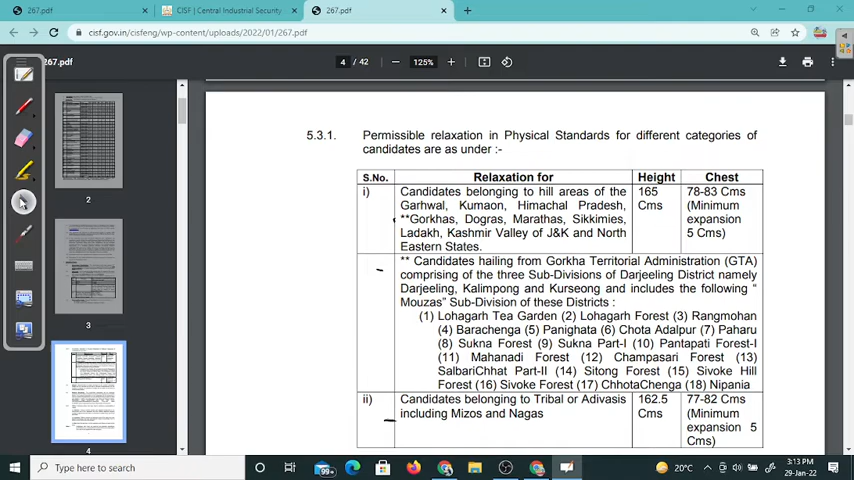 267.pdf
CISF | Central Industrial Security
267.pdf
cisf.gov.in/cisfeng/wp-content/uploads/2022/01/267.pdf
267.pdf
4 / 42
125%
2
3
4
5.3.1. Permissible relaxation in Physical Standards for different categories of
candidates are as under :-
S.No. Relaxation for Height Chest
i) Candidates belonging to hill areas of the 165 78-83 Cms
Garhwal, Kumaon, Himachal Pradesh, Cms (Minimum
**Gorkhas, Dogras, Marathas, Sikkimies, expansion
Ladakh, Kashmir Valley of J&K and North 5 Cms)
Eastern States.
** Candidates hailing from Gorkha Territorial Administration (GTA)
comprising of the three Sub-Divisions of Darjeeling District namely
Darjeeling, Kalimpong and Kurseong and includes the following “
Mouzas” Sub-Division of these Districts :
(1) Lohagarh Tea Garden (2) Lohagarh Forest (3) Rangmohan
(4) Barachenga (5) Panighata (6) Chota Adalpur (7) Paharu
(8) Sukna Forest (9) Sukna Part-I (10) Pantapati Forest-I
(11) Mahanadi Forest (12) Champasari Forest (13)
SalbariChhat Part-II (14) Sitong Forest (15) Sivoke Hill
Forest (16) Sivoke Forest (17) ChhotaChenga (18) Nipania
ii) Candidates belonging to Tribal or Adivasis 162.5 77-82 Cms
including Mizos and Nagas Cms (Minimum
expansion 5
Cms)
Type here to search
99+
20°C
3:13 PM
29-Jan-22